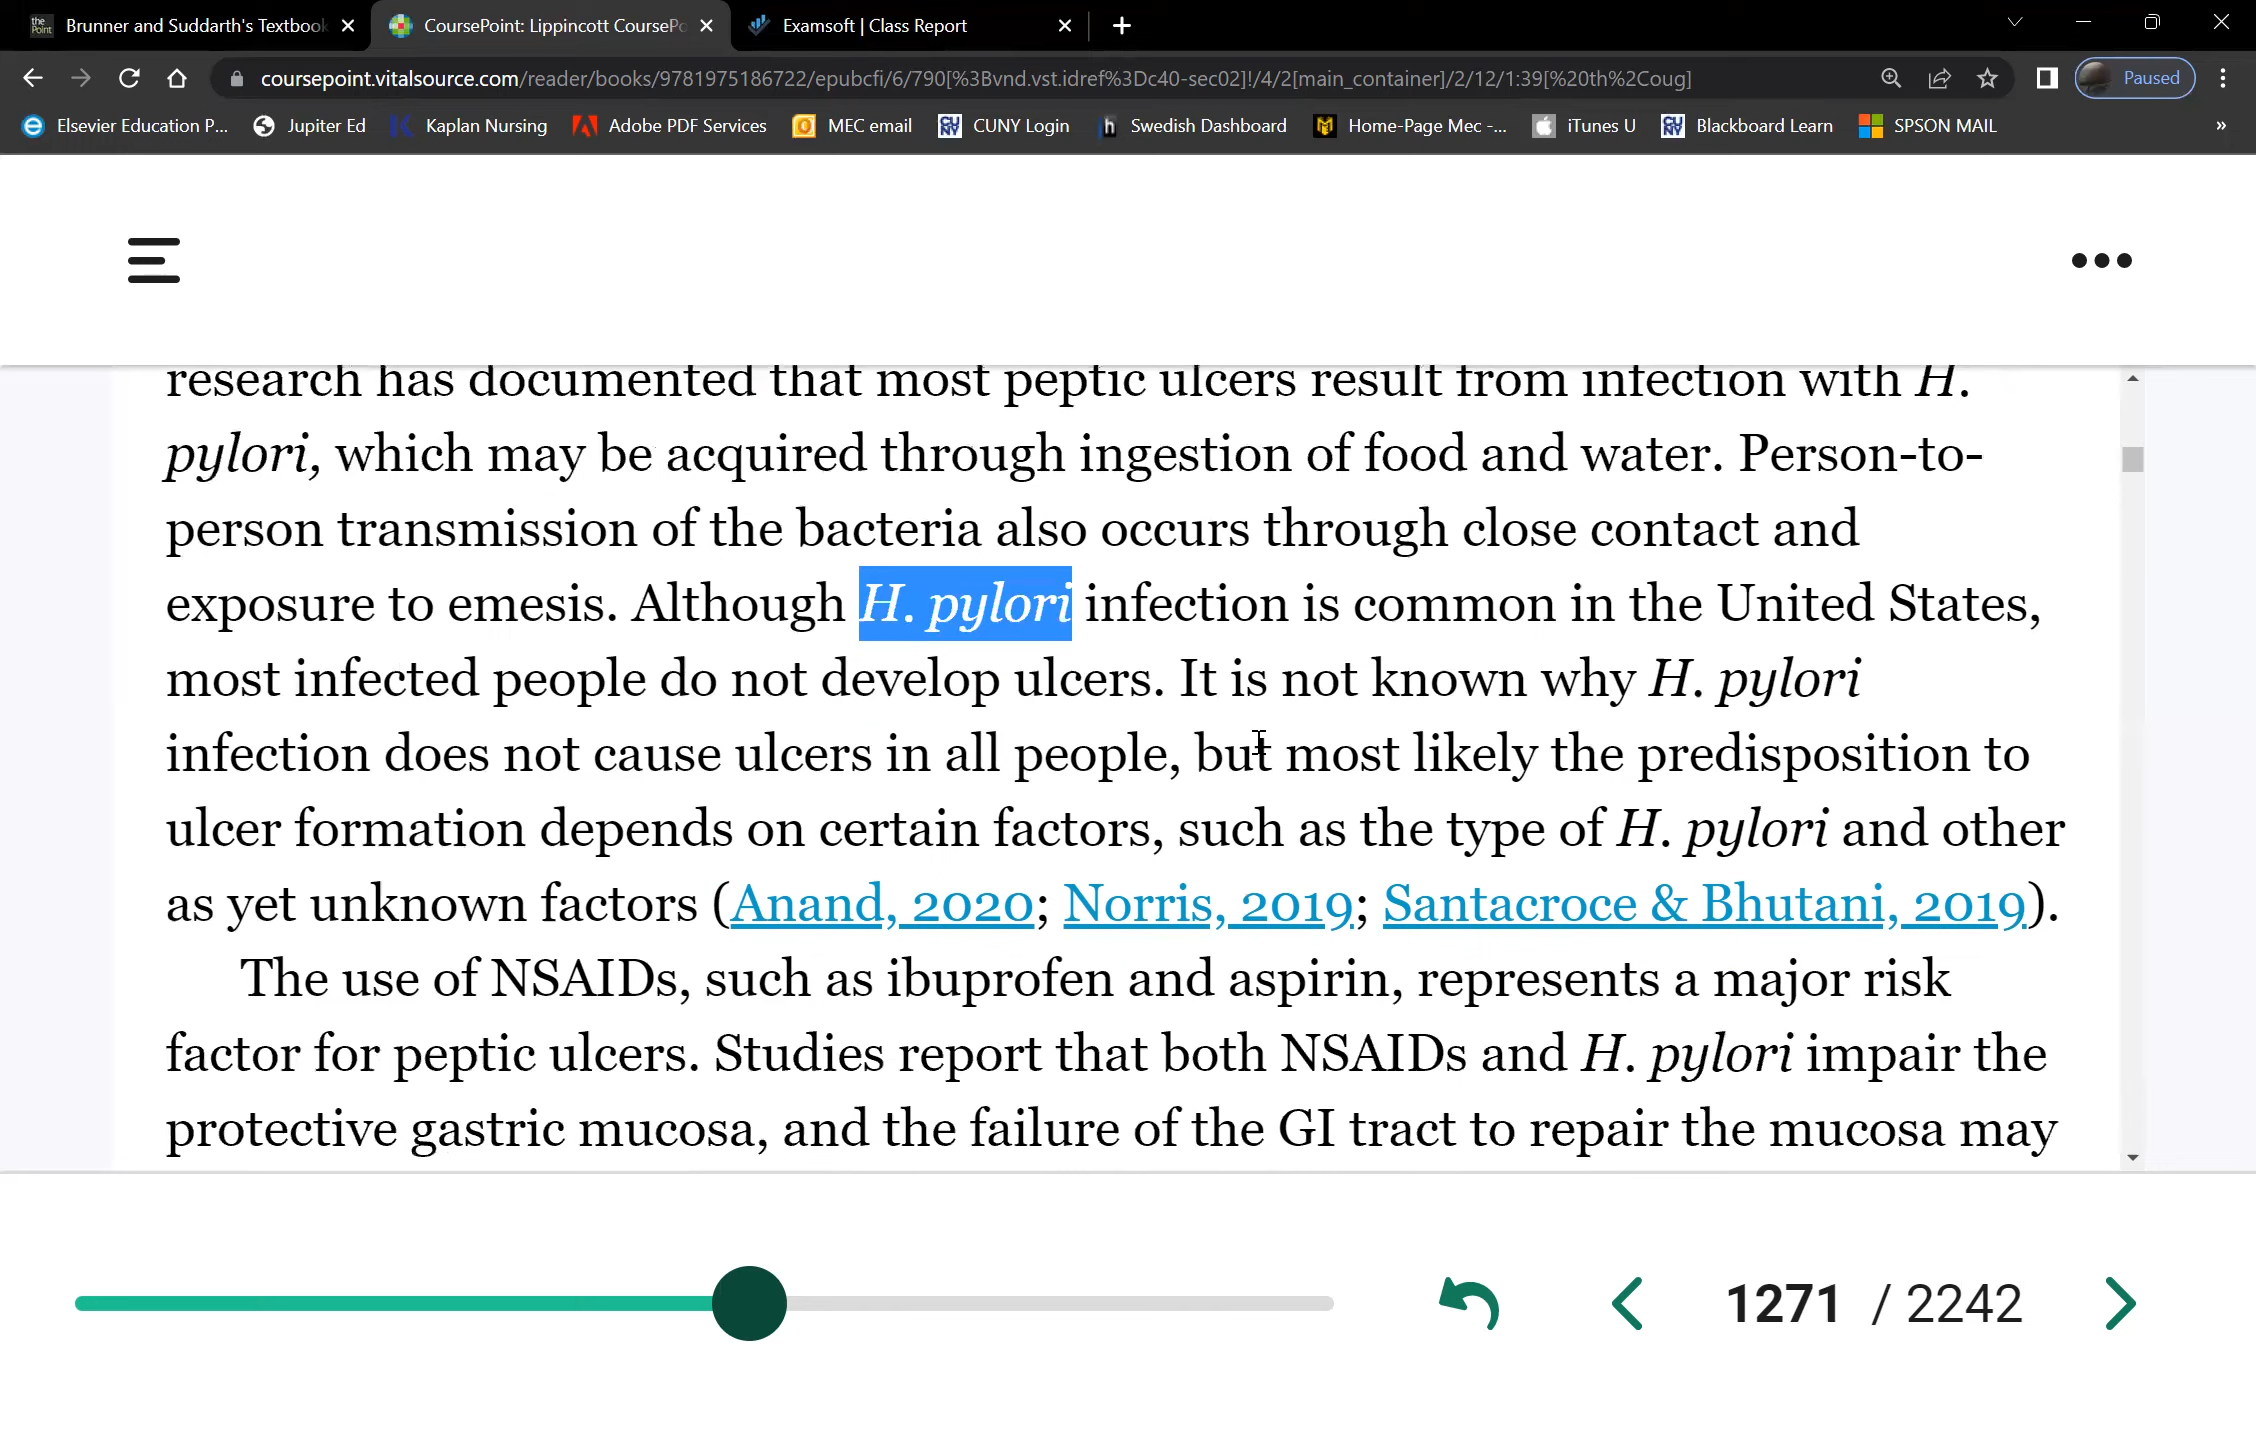 the Point Brunner and Suddarth's Textbook
CoursePoint: Lippincott CoursePo
Examsoft | Class Report
coursepoint.vitalsource.com/reader/books/9781975186722/epubcfi/6/790[%3Bvnd.vst.idref%3Dc40-sec02]!/4/2[main_container]/2/12/1:39[%20th%2Coug]
Paused
Elsevier Education P...
Jupiter Ed
Kaplan Nursing
Adobe PDF Services
MEC email
CUNY Login
Swedish Dashboard
Home-Page Mec -...
iTunes U
Blackboard Learn
SPSON MAIL
»
research has documented that most peptic ulcers result from infection with H.
pylori, which may be acquired through ingestion of food and water. Person-to-
person transmission of the bacteria also occurs through close contact and
exposure to emesis. Although H. pylori infection is common in the United States,
most infected people do not develop ulcers. It is not known why H. pylori
infection does not cause ulcers in all people, but most likely the predisposition to
ulcer formation depends on certain factors, such as the type of H. pylori and other
as yet unknown factors (Anand, 2020; Norris, 2019; Santacroce & Bhutani, 2019).
The use of NSAIDs, such as ibuprofen and aspirin, represents a major risk
factor for peptic ulcers. Studies report that both NSAIDs and H. pylori impair the
protective gastric mucosa, and the failure of the GI tract to repair the mucosa may
1271 / 2242